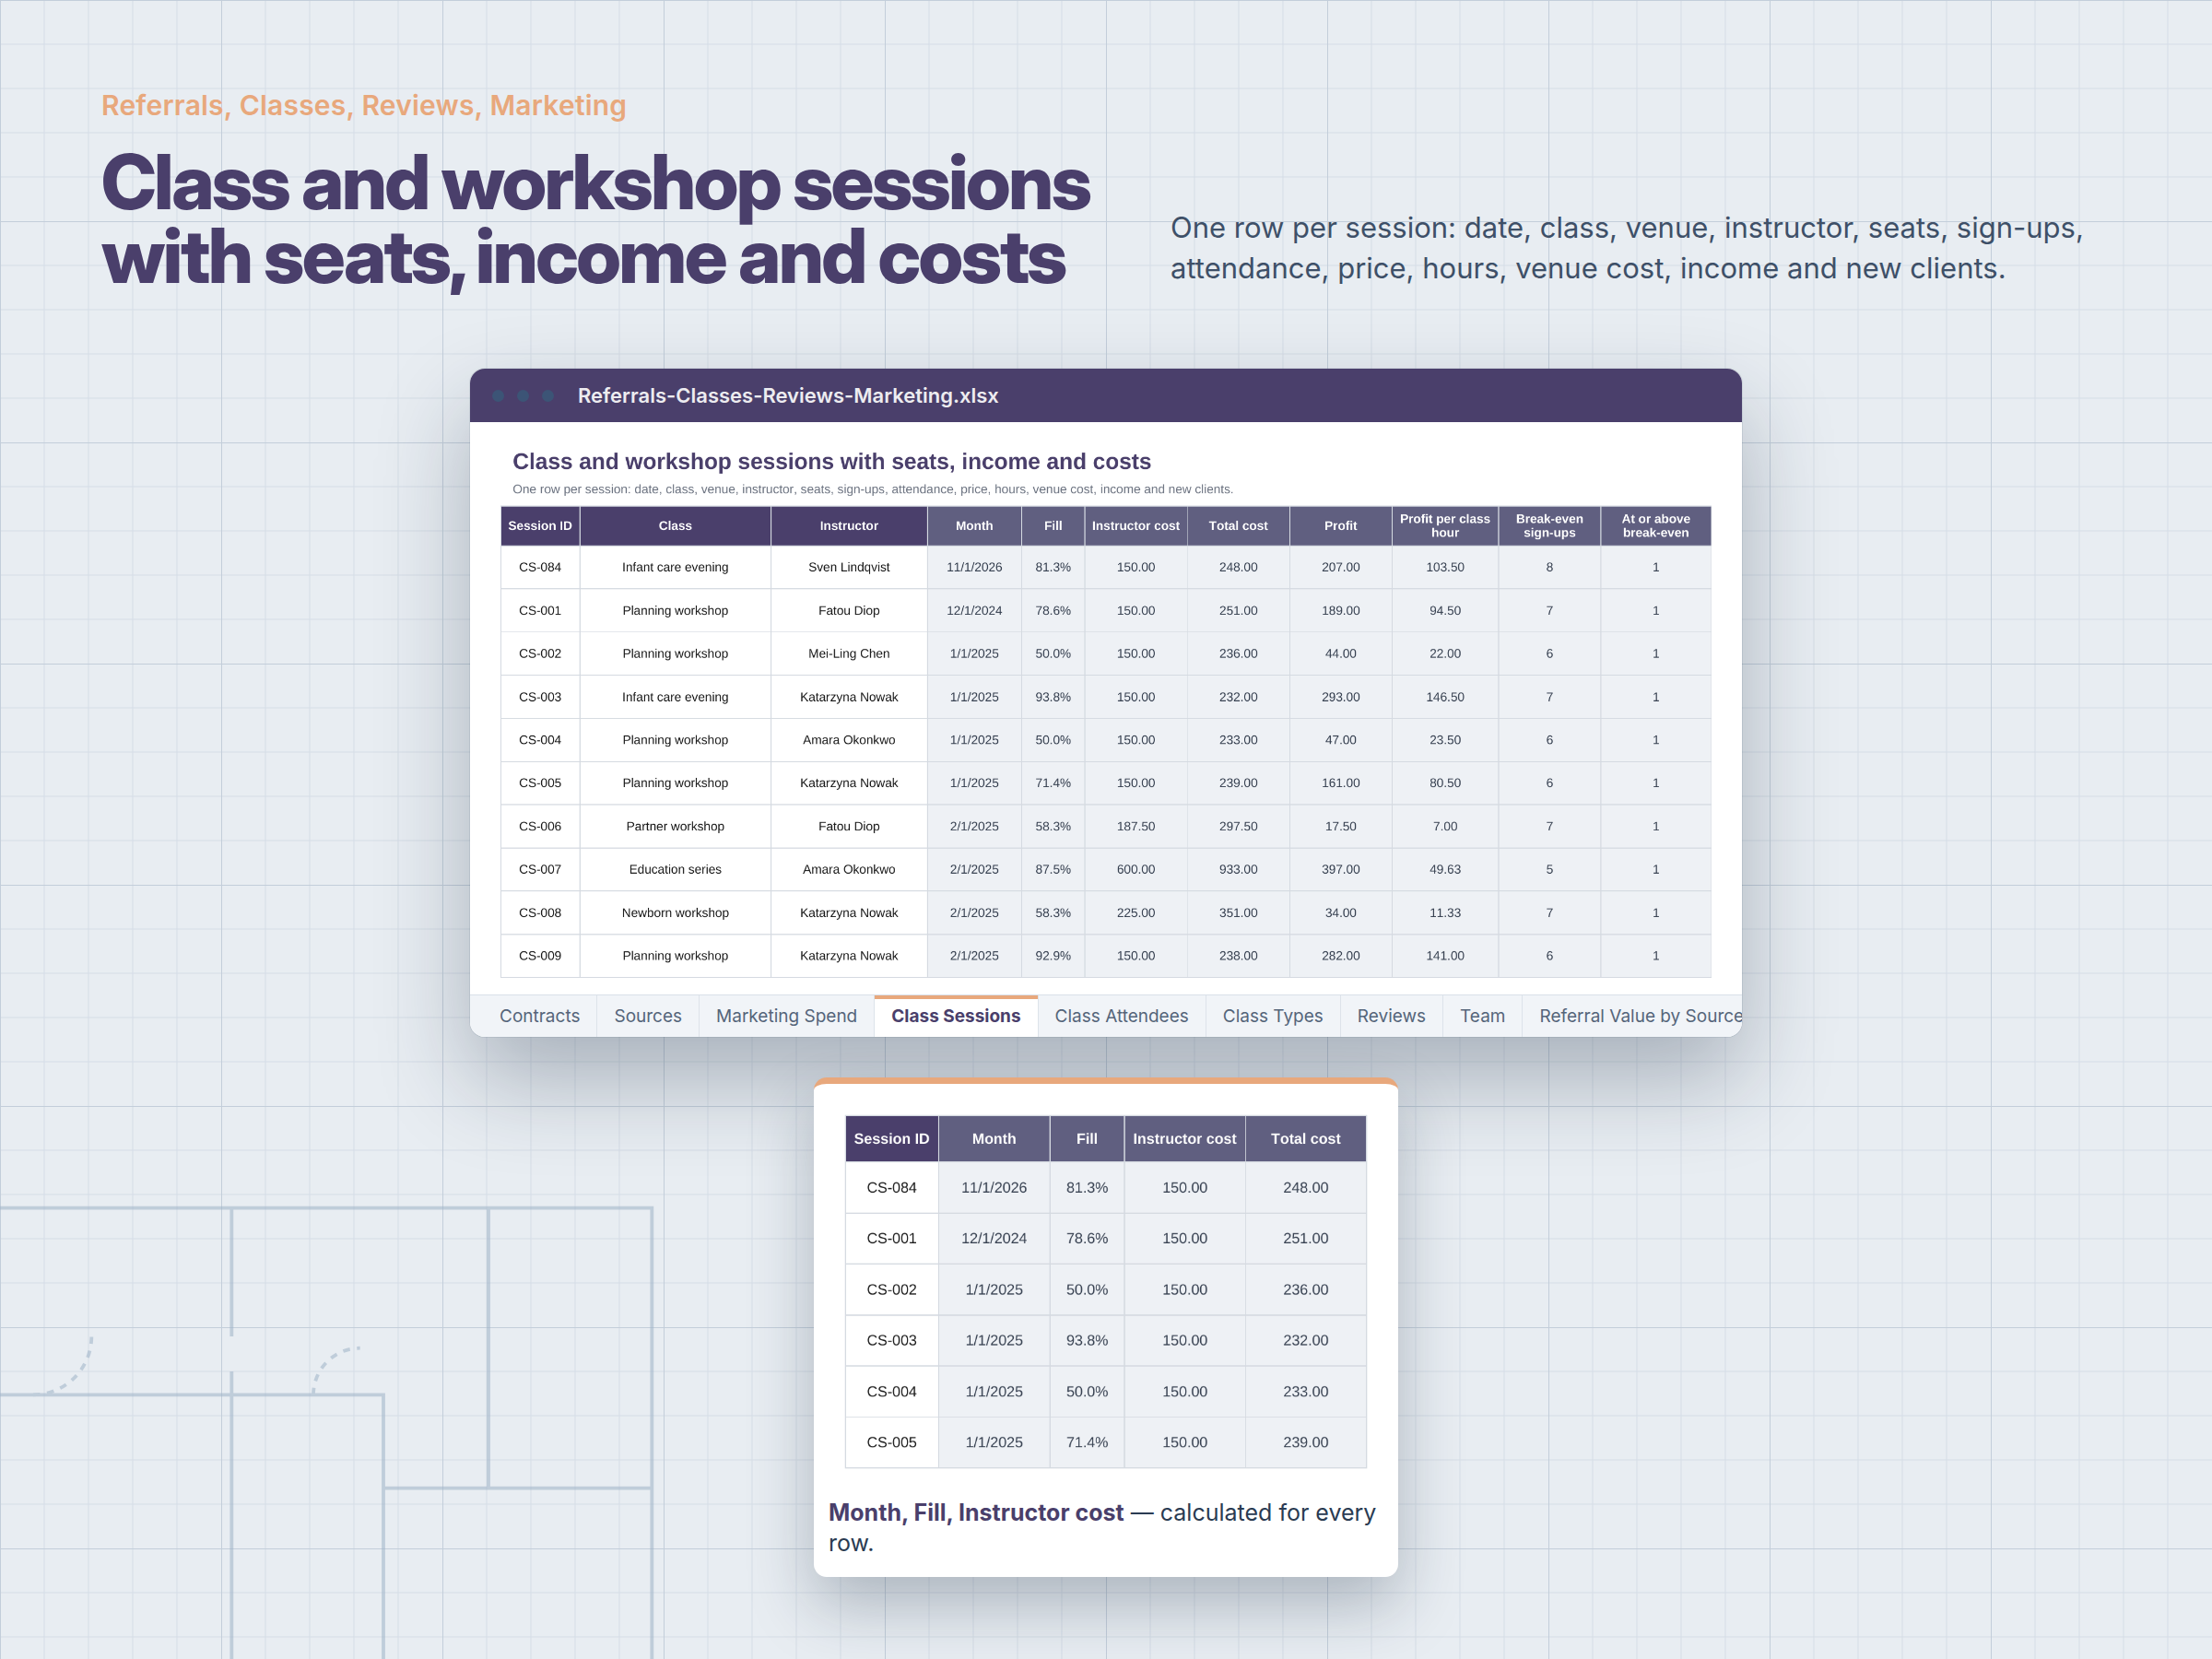 Referrals, Classes, Reviews, Marketing
Class and workshop sessions
with seats, income and costs
One row per session: date, class, venue, instructor, seats, sign-ups,
attendance, price, hours, venue cost, income and new clients.
Referrals-Classes-Reviews-Marketing.xlsx
Class and workshop sessions with seats, income and costs
One row per session: date, class, venue, instructor, seats, sign-ups, attendance, price, hours, venue cost, income and new clients.
Session ID Class Instructor Month Fill Instructor cost Total cost Profit Profit per class hour Break-even sign-ups At or above break-even
CS-084 Infant care evening Sven Lindqvist 11/1/2026 81.3% 150.00 248.00 207.00 103.50 8 1
CS-001 Planning workshop Fatou Diop 12/1/2024 78.6% 150.00 251.00 189.00 94.50 7 1
CS-002 Planning workshop Mei-Ling Chen 1/1/2025 50.0% 150.00 236.00 44.00 22.00 6 1
CS-003 Infant care evening Katarzyna Nowak 1/1/2025 93.8% 150.00 232.00 293.00 146.50 7 1
CS-004 Planning workshop Amara Okonkwo 1/1/2025 50.0% 150.00 233.00 47.00 23.50 6 1
CS-005 Planning workshop Katarzyna Nowak 1/1/2025 71.4% 150.00 239.00 161.00 80.50 6 1
CS-006 Partner workshop Fatou Diop 2/1/2025 58.3% 187.50 297.50 17.50 7.00 7 1
CS-007 Education series Amara Okonkwo 2/1/2025 87.5% 600.00 933.00 397.00 49.63 5 1
CS-008 Newborn workshop Katarzyna Nowak 2/1/2025 58.3% 225.00 351.00 34.00 11.33 7 1
CS-009 Planning workshop Katarzyna Nowak 2/1/2025 92.9% 150.00 238.00 282.00 141.00 6 1
Contracts Sources Marketing Spend Class Sessions Class Attendees Class Types Reviews Team Referral Value by Source
Session ID Month Fill Instructor cost Total cost
CS-084 11/1/2026 81.3% 150.00 248.00
CS-001 12/1/2024 78.6% 150.00 251.00
CS-002 1/1/2025 50.0% 150.00 236.00
CS-003 1/1/2025 93.8% 150.00 232.00
CS-004 1/1/2025 50.0% 150.00 233.00
CS-005 1/1/2025 71.4% 150.00 239.00
Month, Fill, Instructor cost — calculated for every
row.